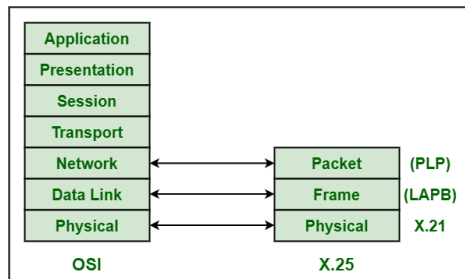 Application
Presentation
Session
Transport
Network Packet (PLP)
Data Link Frame (LAPB)
Physical Physical X.21
OSI X.25